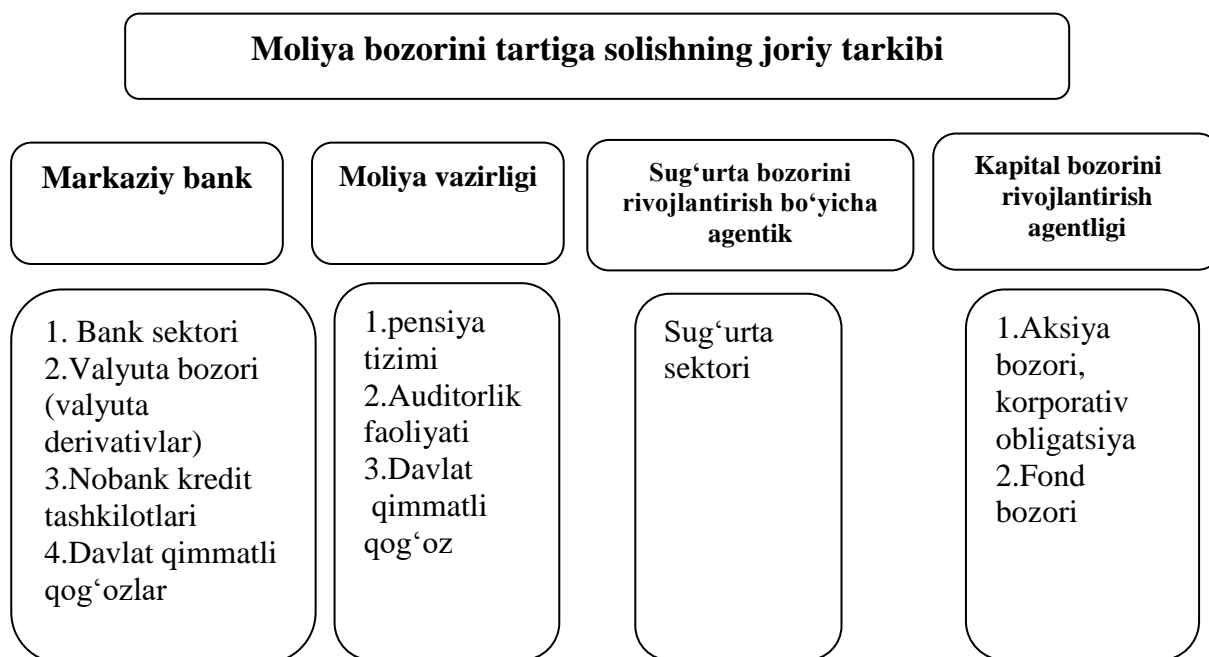 Moliya bozorini tartiga solishning joriy tarkibi
Markaziy bank
Moliya vazirligi
Sug‘urta bozorini
rivojlantirish bo‘yicha
agentik
Kapital bozorini
rivojlantirish
agentligi
1. Bank sektori
2.Valyuta bozori
(valyuta
derivativlar)
3.Nobank kredit
tashkilotlari
4.Davlat qimmatli
qog‘ozlar
1.pensiya
tizimi
2.Auditorlik
faoliyati
3.Davlat
qimmatli
qog‘oz
Sug‘urta
sektori
1.Aksiya
bozori,
korporativ
obligatsiya
2.Fond
bozori